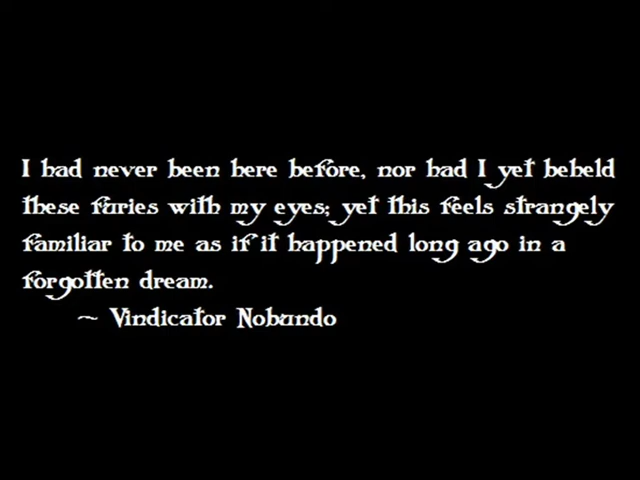 I had never been here before, nor had I yet beheld
these furies with my eyes; yet this feels strangely
familiar to me as if it happened long ago in a
forgotten dream.
~ Vindicator Nobundo